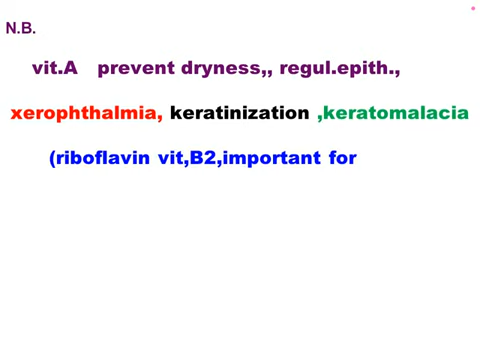 N.B.
vit.A prevent dryness,, regul.epith.,
xerophthalmia, keratinization ,keratomalacia
(riboflavin vit,B2,important for